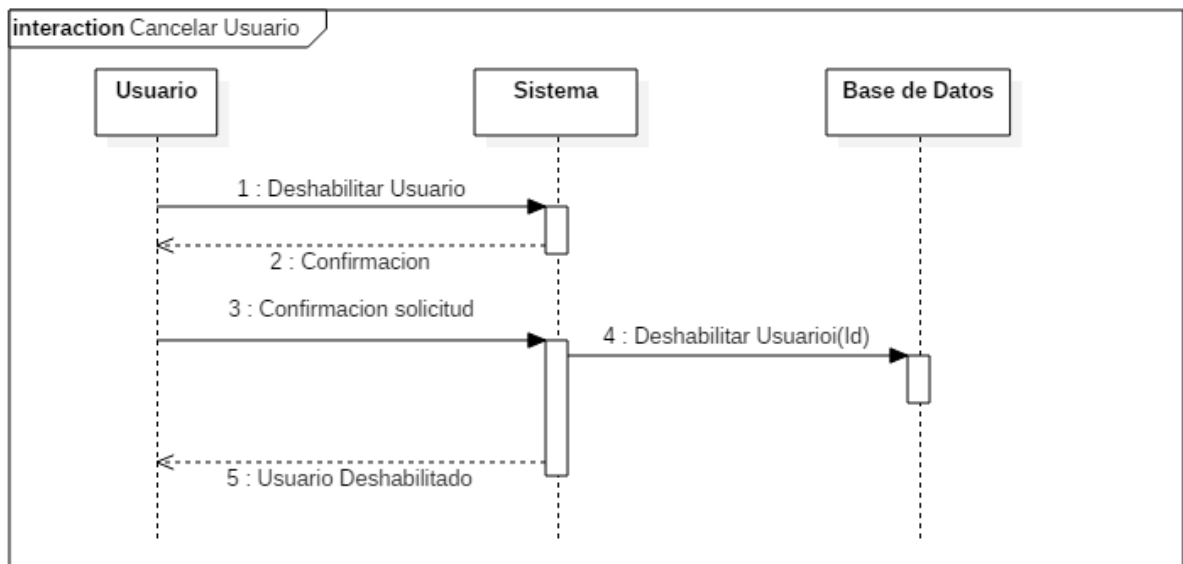 interaction Cancelar Usuario
Usuario
Sistema
Base de Datos
1 : Deshabilitar Usuario
2 : Confirmacion
3 : Confirmacion solicitud
4 : Deshabilitar Usuarioi(Id)
5 : Usuario Deshabilitado